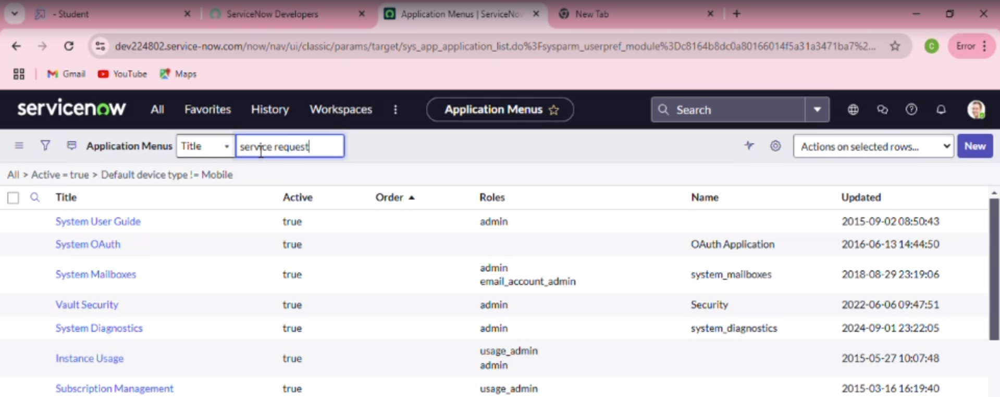 - Student
ServiceNow Developers
Application Menus | ServiceNo
New Tab
dev224802.service-now.com/now/nav/ui/classic/params/target/sys_app_application_list.do%3Fsysparm_userpref_module%3Dc8164b8dc0a80166014f5a31a3471ba7%2...
C
Error
Gmail YouTube Maps
servicenow All Favorites History Workspaces Application Menus Search
Application Menus Title service request Actions on selected rows... New
All > Active = true > Default device type != Mobile
Title Active Order Roles Name Updated
System User Guide true admin 2015-09-02 08:50:43
System OAuth true OAuth Application 2016-06-13 14:44:50
System Mailboxes true admin email_account_admin system_mailboxes 2018-08-29 23:19:06
Vault Security true admin Security 2022-06-06 09:47:51
System Diagnostics true admin system_diagnostics 2024-09-01 23:22:05
Instance Usage true usage_admin admin 2015-05-27 10:07:48
Subscription Management true usage_admin 2015-03-16 16:19:40